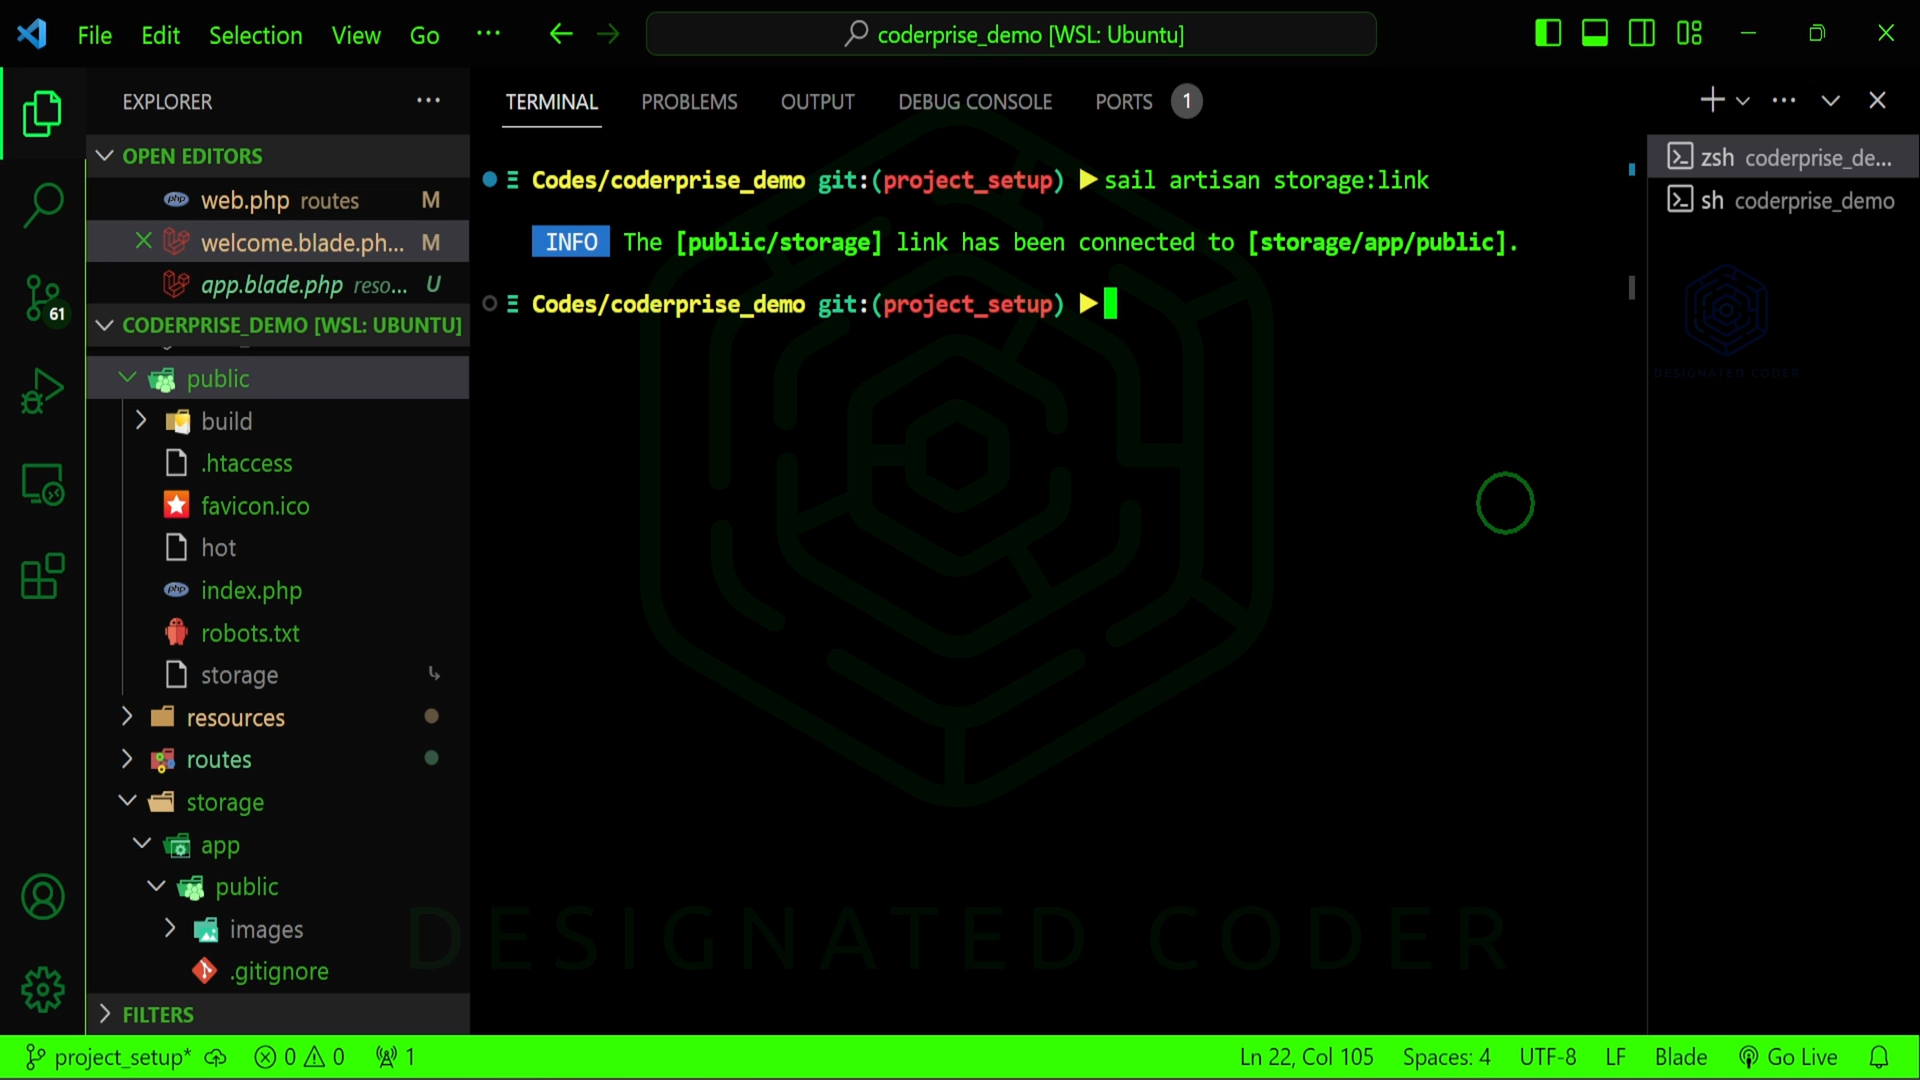 File Edit Selection View Go ···
coderprise_demo [WSL: Ubuntu]
EXPLORER ···
OPEN EDITORS
web.php routes M
welcome.blade.ph... M
app.blade.php reso... U
CODERPRISE_DEMO [WSL: UBUNTU]
public
build
.htaccess
favicon.ico
hot
index.php
robots.txt
storage
resources
routes
storage
app
public
images
.gitignore
FILTERS
61
TERMINAL PROBLEMS OUTPUT DEBUG CONSOLE PORTS 1
Codes/coderprise_demo git:(project_setup) sail artisan storage:link
INFO The [public/storage] link has been connected to [storage/app/public].
Codes/coderprise_demo git:(project_setup)
zsh coderprise_de...
sh coderprise_demo
DESIGNATED CODER
DESIGNATED CODER
project_setup* 0 0 1 Ln 22, Col 105 Spaces: 4 UTF-8 LF Blade Go Live